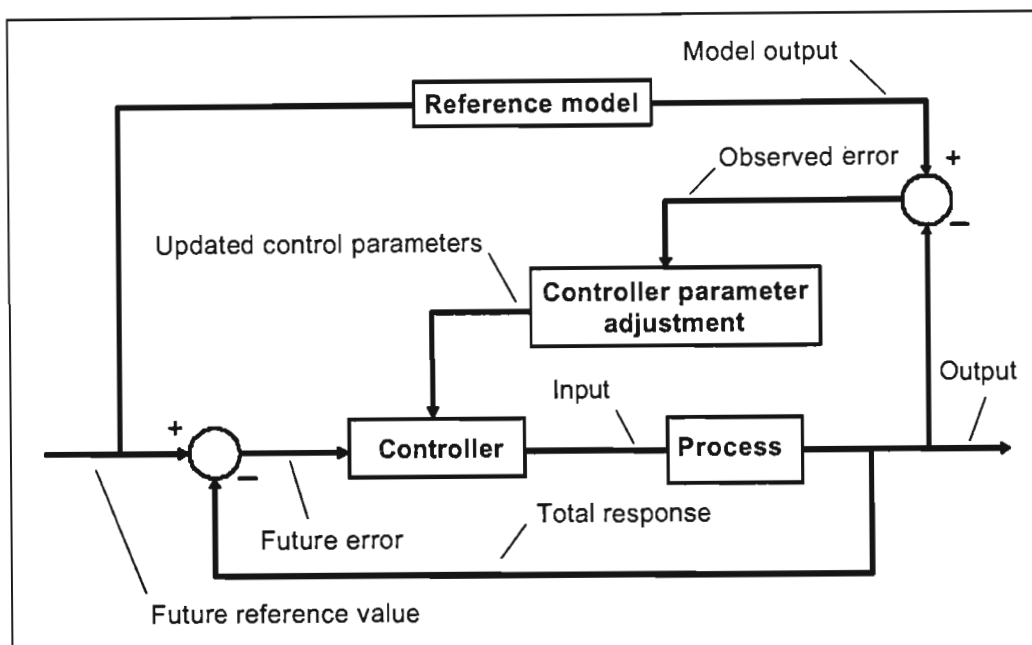 Model output
Reference model
+
Observed error
−
Updated control parameters
Controller parameter
adjustment
Output
Input
+
Controller
Process
−
Total response
Future error
Future reference value